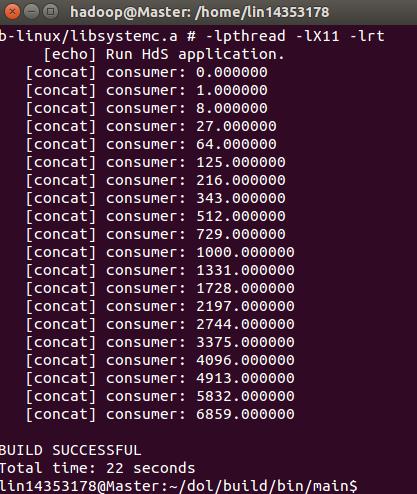 hadoop@Master: /home/lin14353178
b-linux/libsystemc.a # -lpthread -lX11 -lrt
[echo] Run HdS application.
[concat] consumer: 0.000000
[concat] consumer: 1.000000
[concat] consumer: 8.000000
[concat] consumer: 27.000000
[concat] consumer: 64.000000
[concat] consumer: 125.000000
[concat] consumer: 216.000000
[concat] consumer: 343.000000
[concat] consumer: 512.000000
[concat] consumer: 729.000000
[concat] consumer: 1000.000000
[concat] consumer: 1331.000000
[concat] consumer: 1728.000000
[concat] consumer: 2197.000000
[concat] consumer: 2744.000000
[concat] consumer: 3375.000000
[concat] consumer: 4096.000000
[concat] consumer: 4913.000000
[concat] consumer: 5832.000000
[concat] consumer: 6859.000000
BUILD SUCCESSFUL
Total time: 22 seconds
lin14353178@Master:~/dol/build/bin/main$